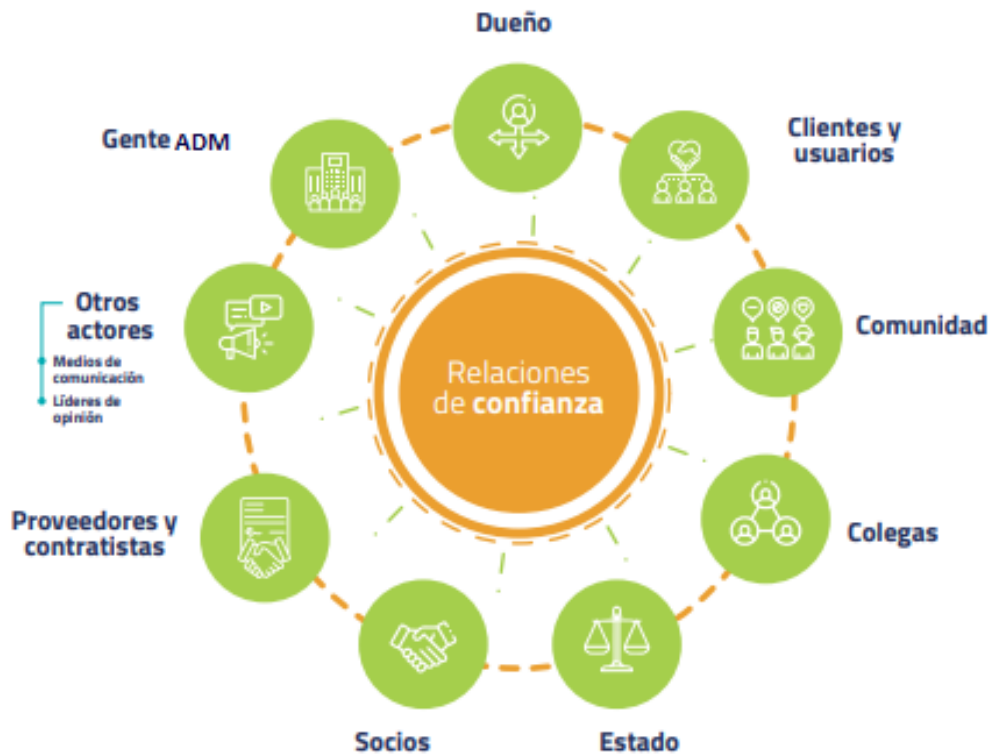 Dueño
Clientes y
usuarios
Comunidad
Colegas
Estado
Socios
Proveedores y
contratistas
Otros
actores
Medios de
comunicación
Líderes de
opinión
Gente ADM
Relaciones
de confianza